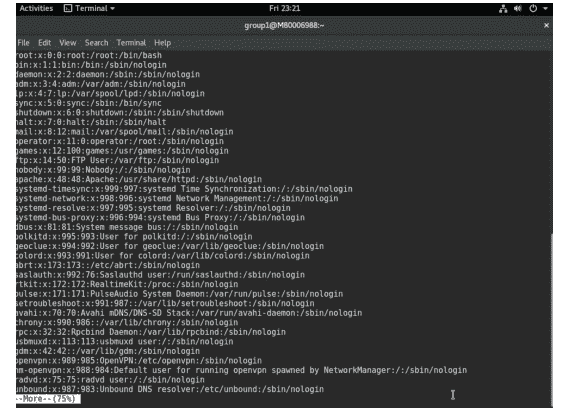 Activities Terminal Fri 23:21
group1@M80006988:~
File Edit View Search Terminal Help
root:x:0:0:root:/root:/bin/bash
bin:x:1:1:bin:/bin:/sbin/nologin
daemon:x:2:2:daemon:/sbin:/sbin/nologin
adm:x:3:4:adm:/var/adm:/sbin/nologin
lp:x:4:7:lp:/var/spool/lpd:/sbin/nologin
sync:x:5:0:sync:/sbin:/bin/sync
shutdown:x:6:0:shutdown:/sbin:/sbin/shutdown
halt:x:7:0:halt:/sbin:/sbin/halt
mail:x:8:12:mail:/var/spool/mail:/sbin/nologin
operator:x:11:0:operator:/root:/sbin/nologin
games:x:12:100:games:/usr/games:/sbin/nologin
ftp:x:14:50:FTP User:/var/ftp:/sbin/nologin
nobody:x:99:99:Nobody:/:/sbin/nologin
apache:x:48:48:Apache:/usr/share/httpd:/sbin/nologin
systemd-timesync:x:999:997:systemd Time Synchronization:/:/sbin/nologin
systemd-network:x:998:996:systemd Network Management:/:/sbin/nologin
systemd-resolve:x:997:995:systemd Resolver:/:/sbin/nologin
systemd-bus-proxy:x:996:994:systemd Bus Proxy:/:/sbin/nologin
dbus:x:81:81:System message bus:/:/sbin/nologin
polkitd:x:995:993:User for polkitd:/:/sbin/nologin
geoclue:x:994:992:User for geoclue:/var/lib/geoclue:/sbin/nologin
colord:x:993:991:User for colord:/var/lib/colord:/sbin/nologin
abrt:x:173:173::/etc/abrt:/sbin/nologin
saslauth:x:992:76:Saslauthd user:/run/saslauthd:/sbin/nologin
rtkit:x:172:172:RealtimeKit:/proc:/sbin/nologin
pulse:x:171:171:PulseAudio System Daemon:/var/run/pulse:/sbin/nologin
setroubleshoot:x:991:987::/var/lib/setroubleshoot:/sbin/nologin
avahi:x:70:70:Avahi mDNS/DNS-SD Stack:/var/run/avahi-daemon:/sbin/nologin
chrony:x:990:986::/var/lib/chrony:/sbin/nologin
rpc:x:32:32:Rpcbind Daemon:/var/lib/rpcbind:/sbin/nologin
usbmuxd:x:113:113:usbmuxd user:/:/sbin/nologin
gdm:x:42:42::/var/lib/gdm:/sbin/nologin
openvpn:x:989:985:OpenVPN:/etc/openvpn:/sbin/nologin
nm-openvpn:x:988:984:Default user for running openvpn spawned by NetworkManager:/:/sbin/nologin
radvd:x:75:75:radvd user:/:/sbin/nologin
unbound:x:987:983:Unbound DNS resolver:/etc/unbound:/sbin/nologin
--More--(75%)